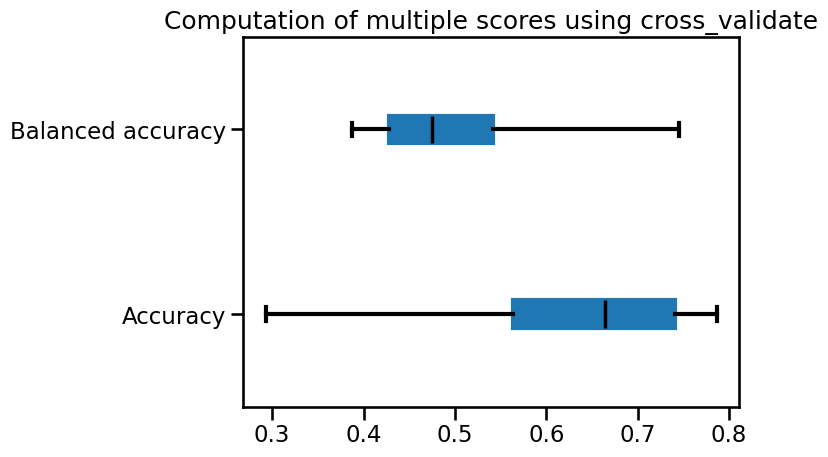 Computation of multiple scores using cross_validate
Balanced accuracy
Accuracy
0.3 0.4 0.5 0.6 0.7 0.8